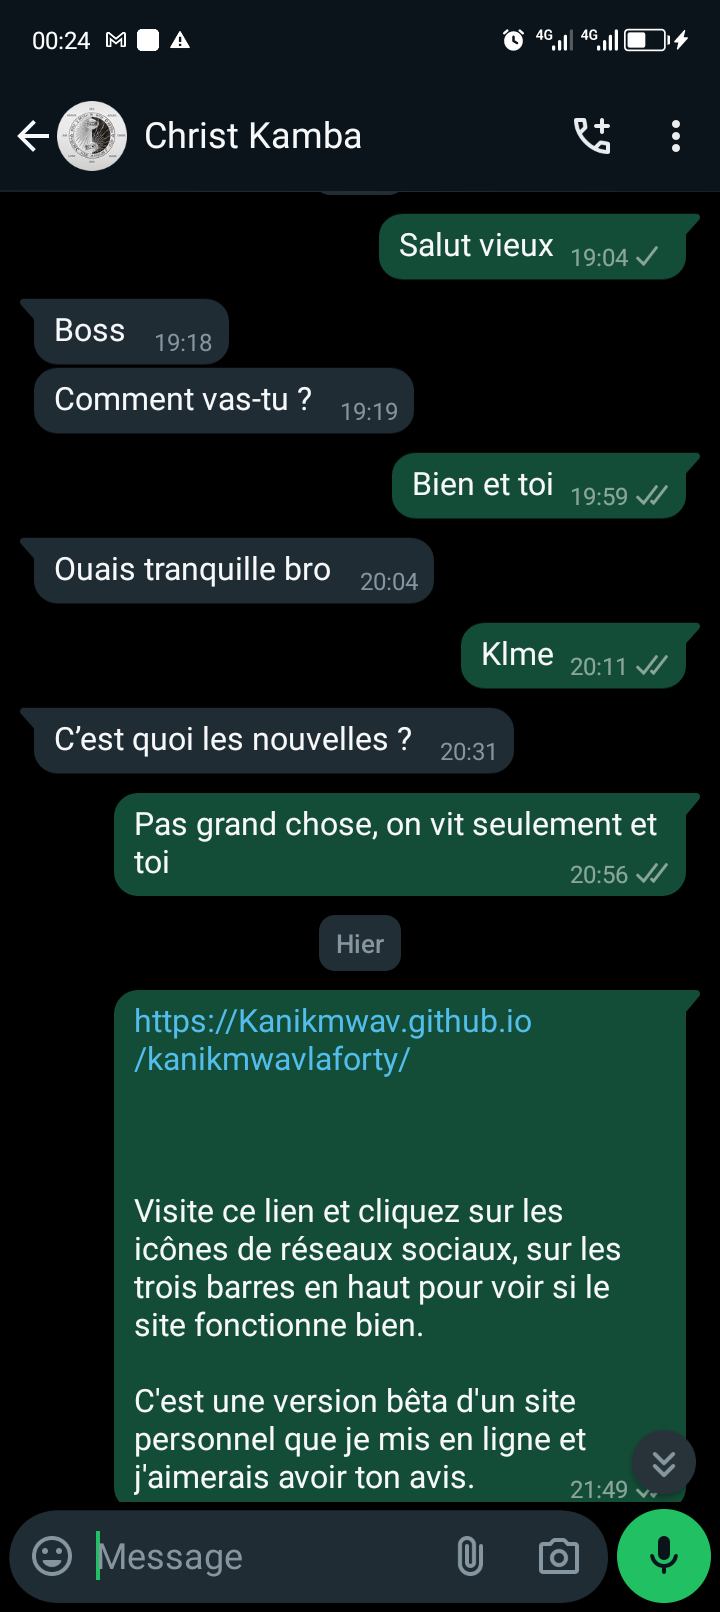 00:24
4G 4G
Christ Kamba
Salut vieux 19:04
Boss 19:18
Comment vas-tu ? 19:19
Bien et toi 19:59
Ouais tranquille bro 20:04
Klme 20:11
C’est quoi les nouvelles ? 20:31
Pas grand chose, on vit seulement et
toi 20:56
Hier
https://Kanikmwav.github.io
/kanikmwavlaforty/
Visite ce lien et cliquez sur les
icônes de réseaux sociaux, sur les
trois barres en haut pour voir si le
site fonctionne bien.
C'est une version bêta d'un site
personnel que je mis en ligne et
j'aimerais avoir ton avis. 21:49
Message